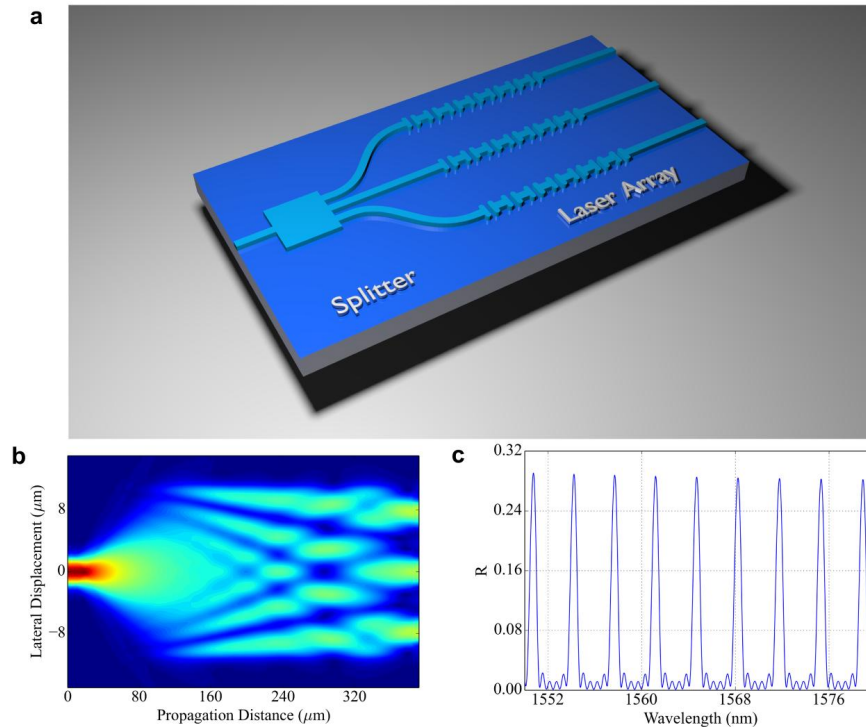 a
Splitter
Laser Array
b
Lateral Displacement (μm)
8
0
−8
0
80
160
240
320
Propagation Distance (μm)
c
R
0.32
0.24
0.16
0.08
0.00
1552
1560
1568
1576
Wavelength (nm)